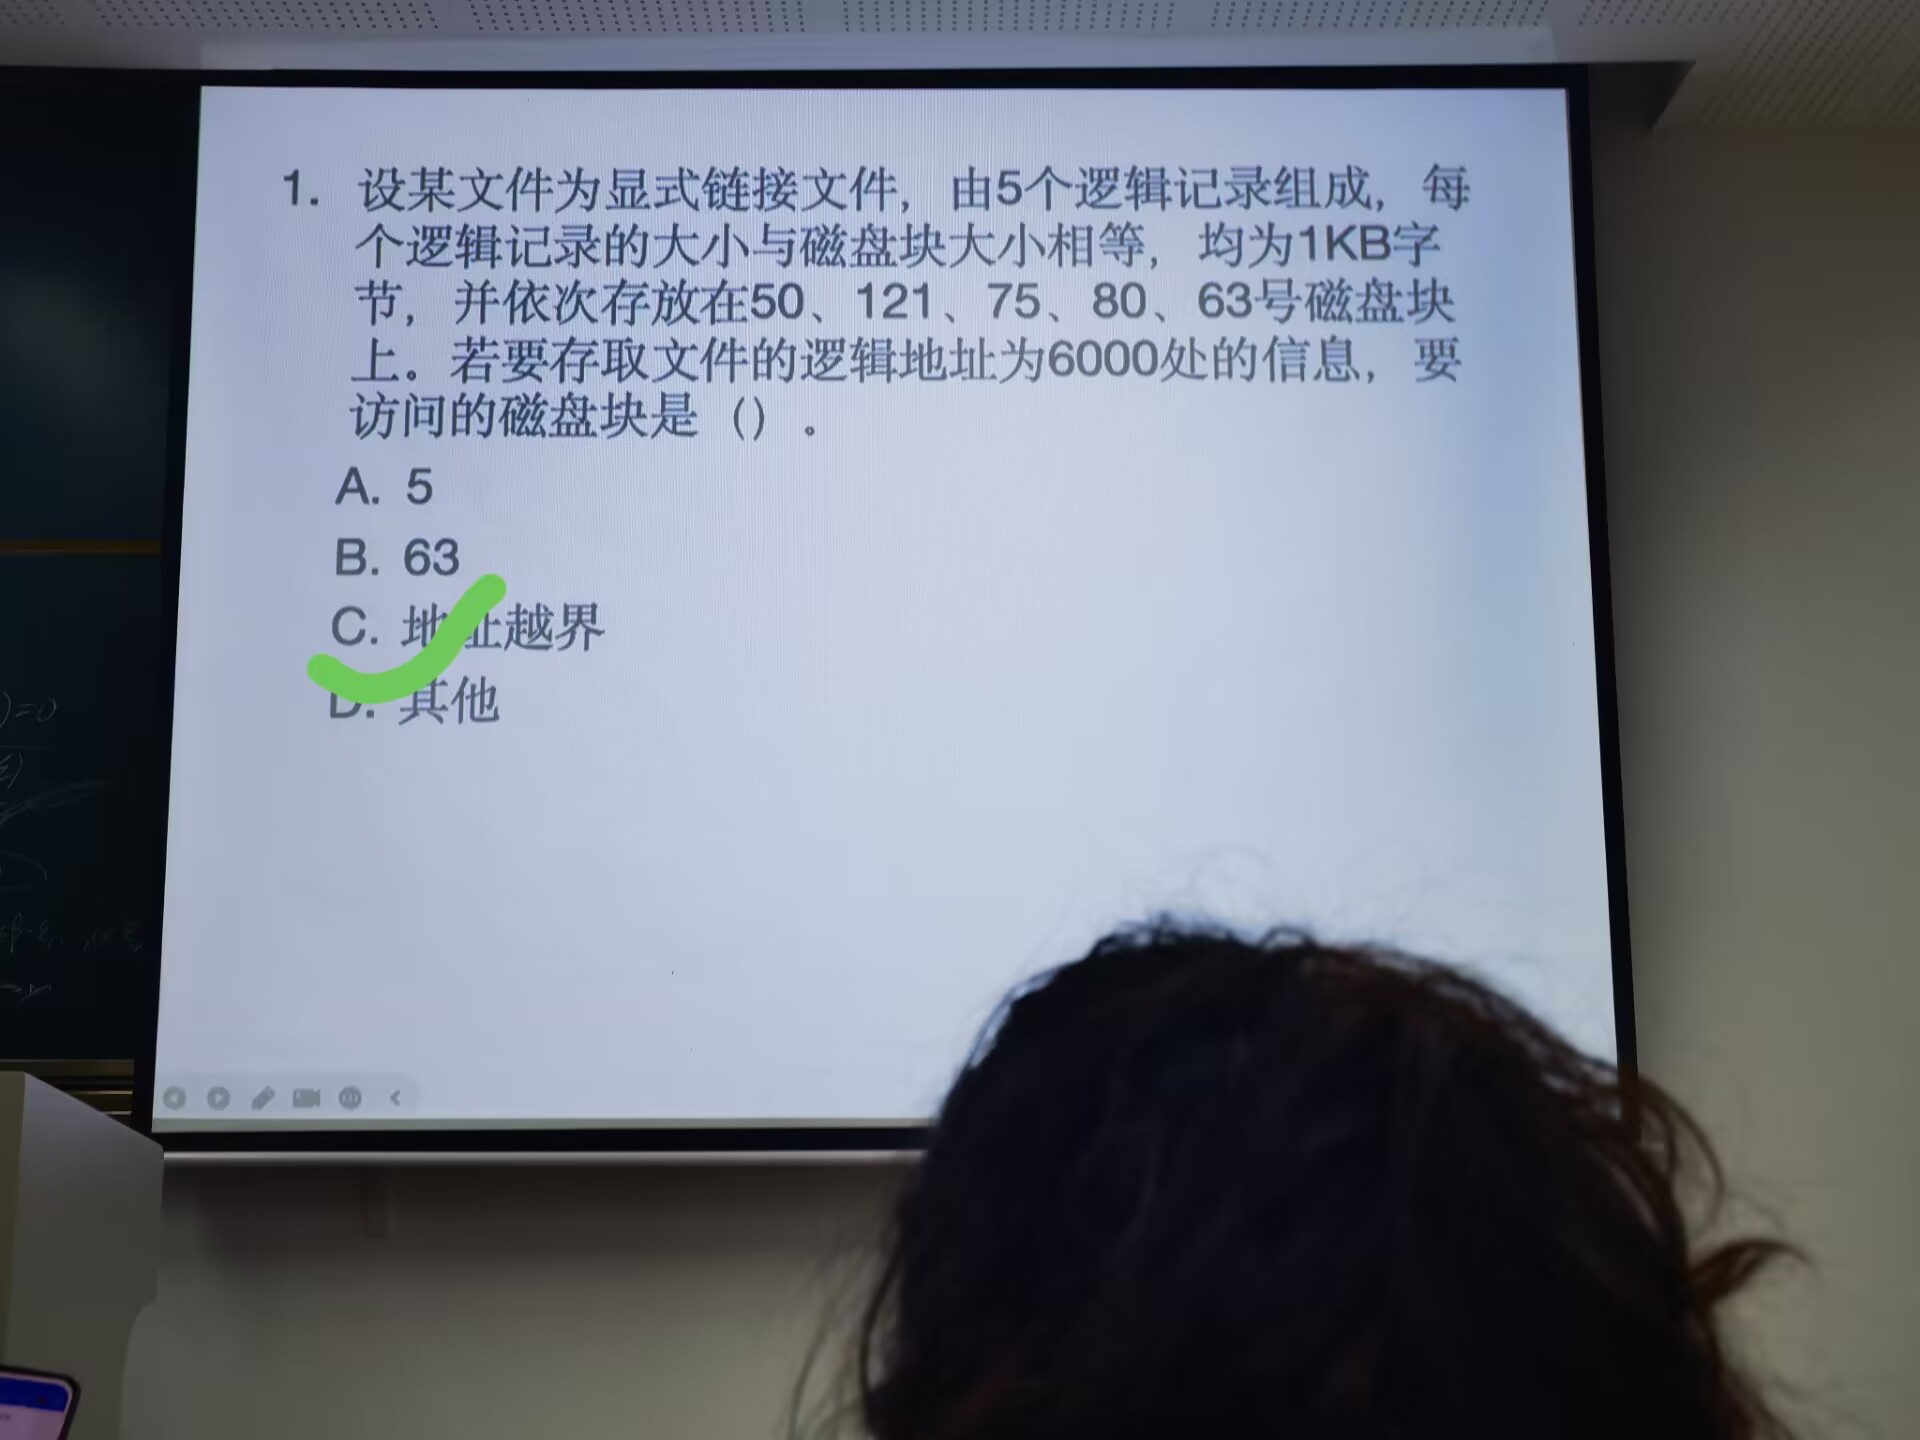 1. 设某文件为显式链接文件，由5个逻辑记录组成，每
个逻辑记录的大小与磁盘块大小相等，均为1KB字
节，并依次存放在50、121、75、80、63号磁盘块
上。若要存取文件的逻辑地址为6000处的信息，要
访问的磁盘块是（）。
A. 5
B. 63
C. 地址越界
D. 其他
)=0